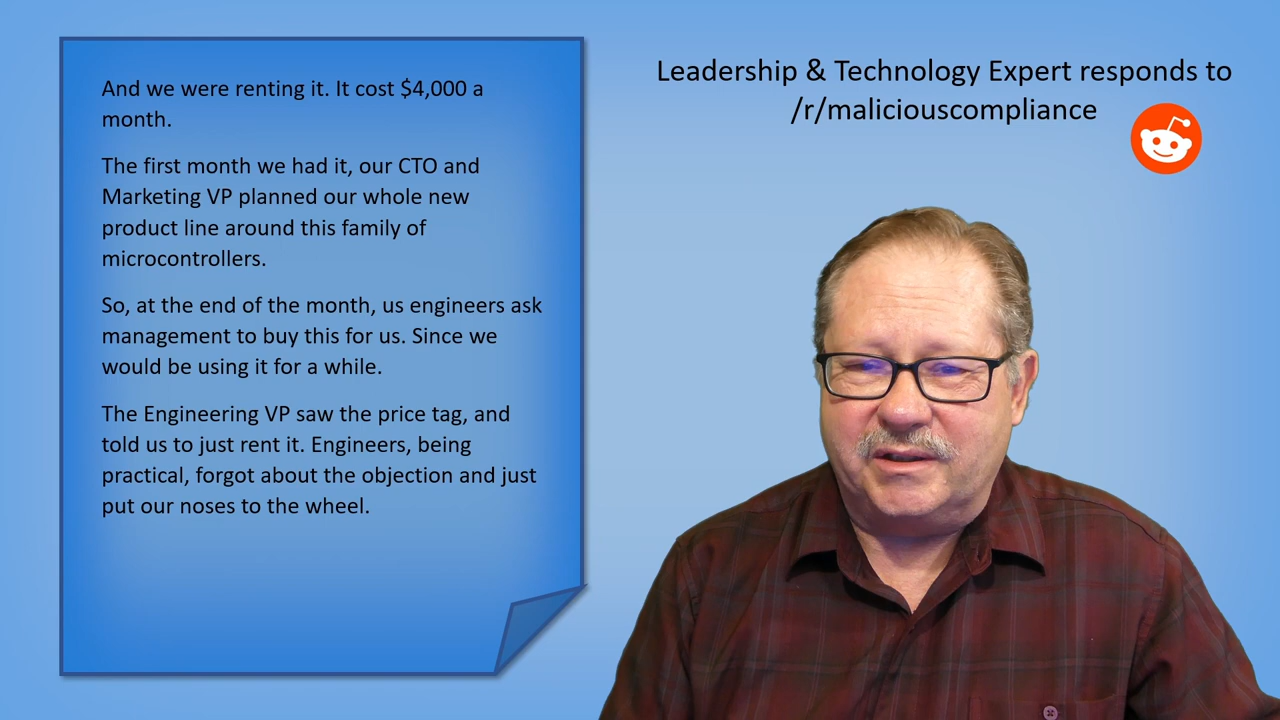 And we were renting it. It cost $4,000 a
month.
The first month we had it, our CTO and
Marketing VP planned our whole new
product line around this family of
microcontrollers.
So, at the end of the month, us engineers ask
management to buy this for us. Since we
would be using it for a while.
The Engineering VP saw the price tag, and
told us to just rent it. Engineers, being
practical, forgot about the objection and just
put our noses to the wheel.
Leadership & Technology Expert responds to
/r/maliciouscompliance